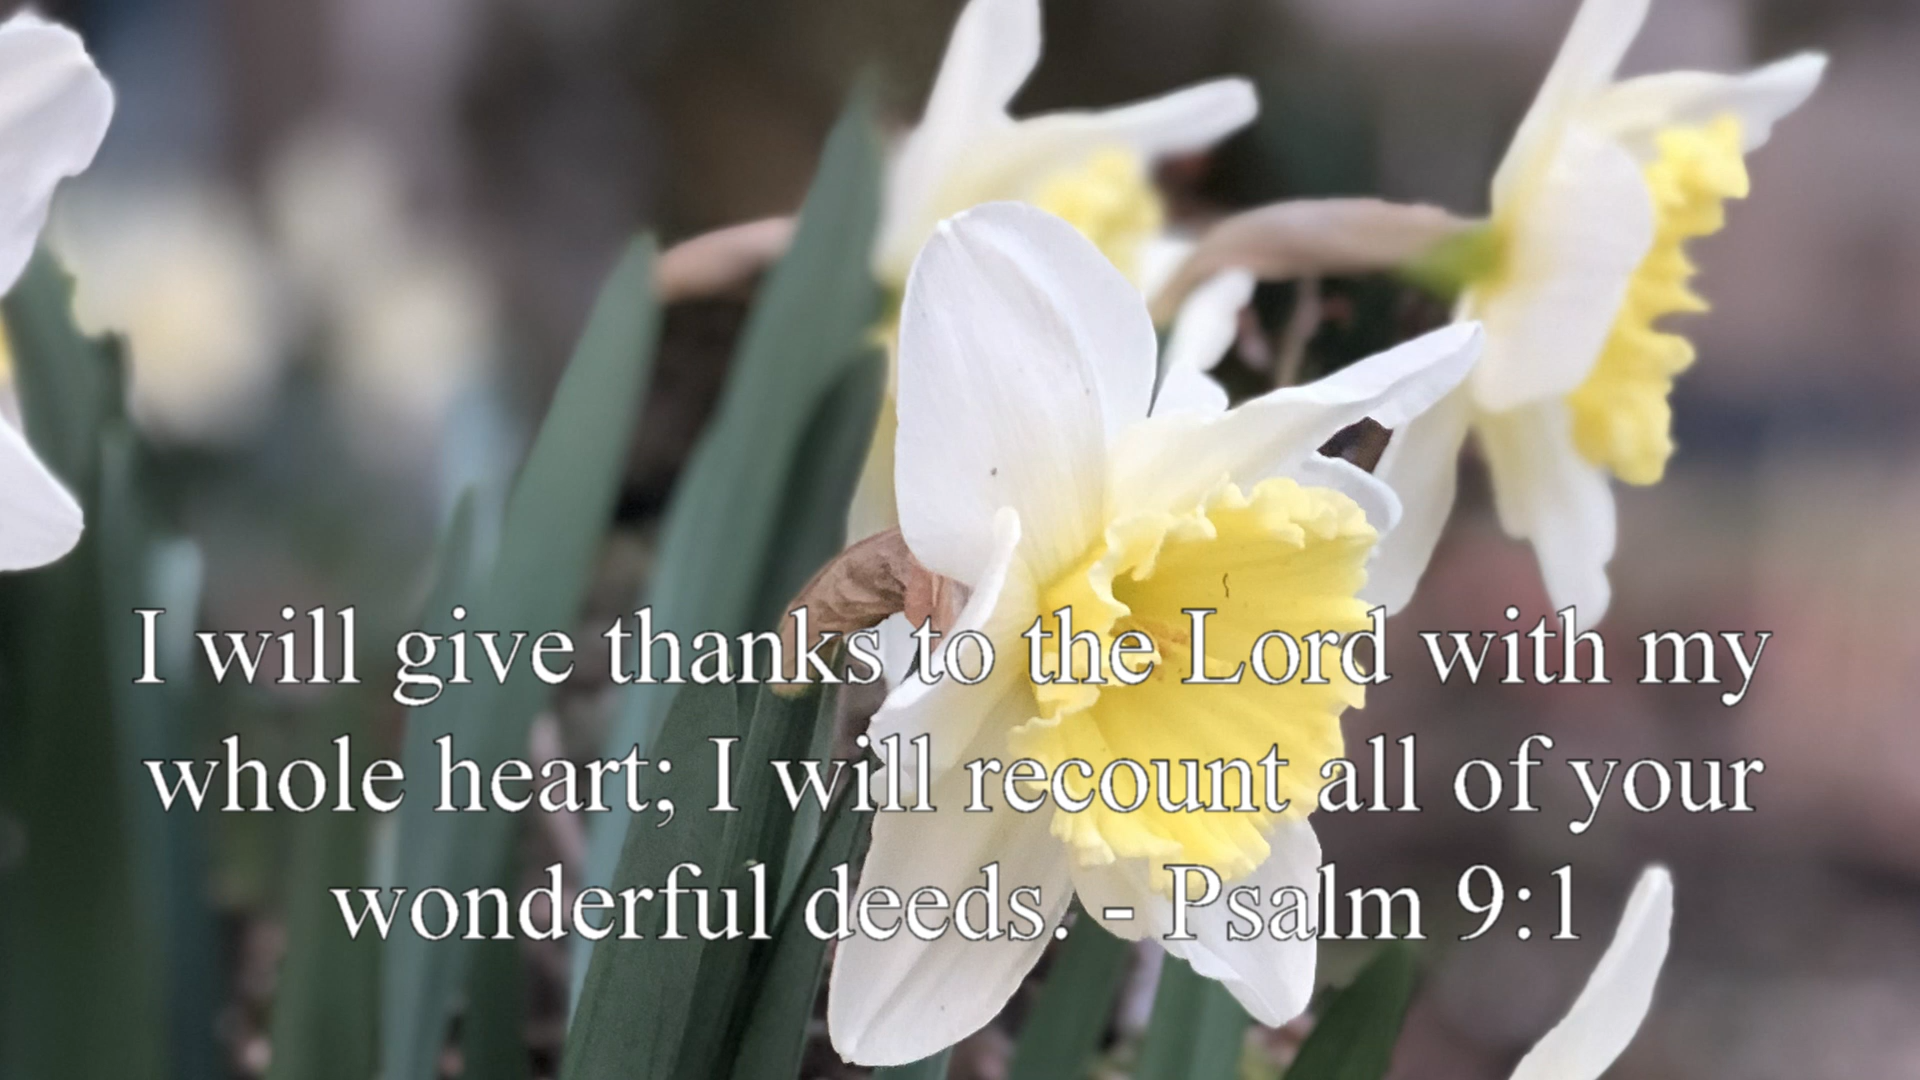 I will give thanks to the Lord with my
whole heart; I will recount all of your
wonderful deeds. - Psalm 9:1